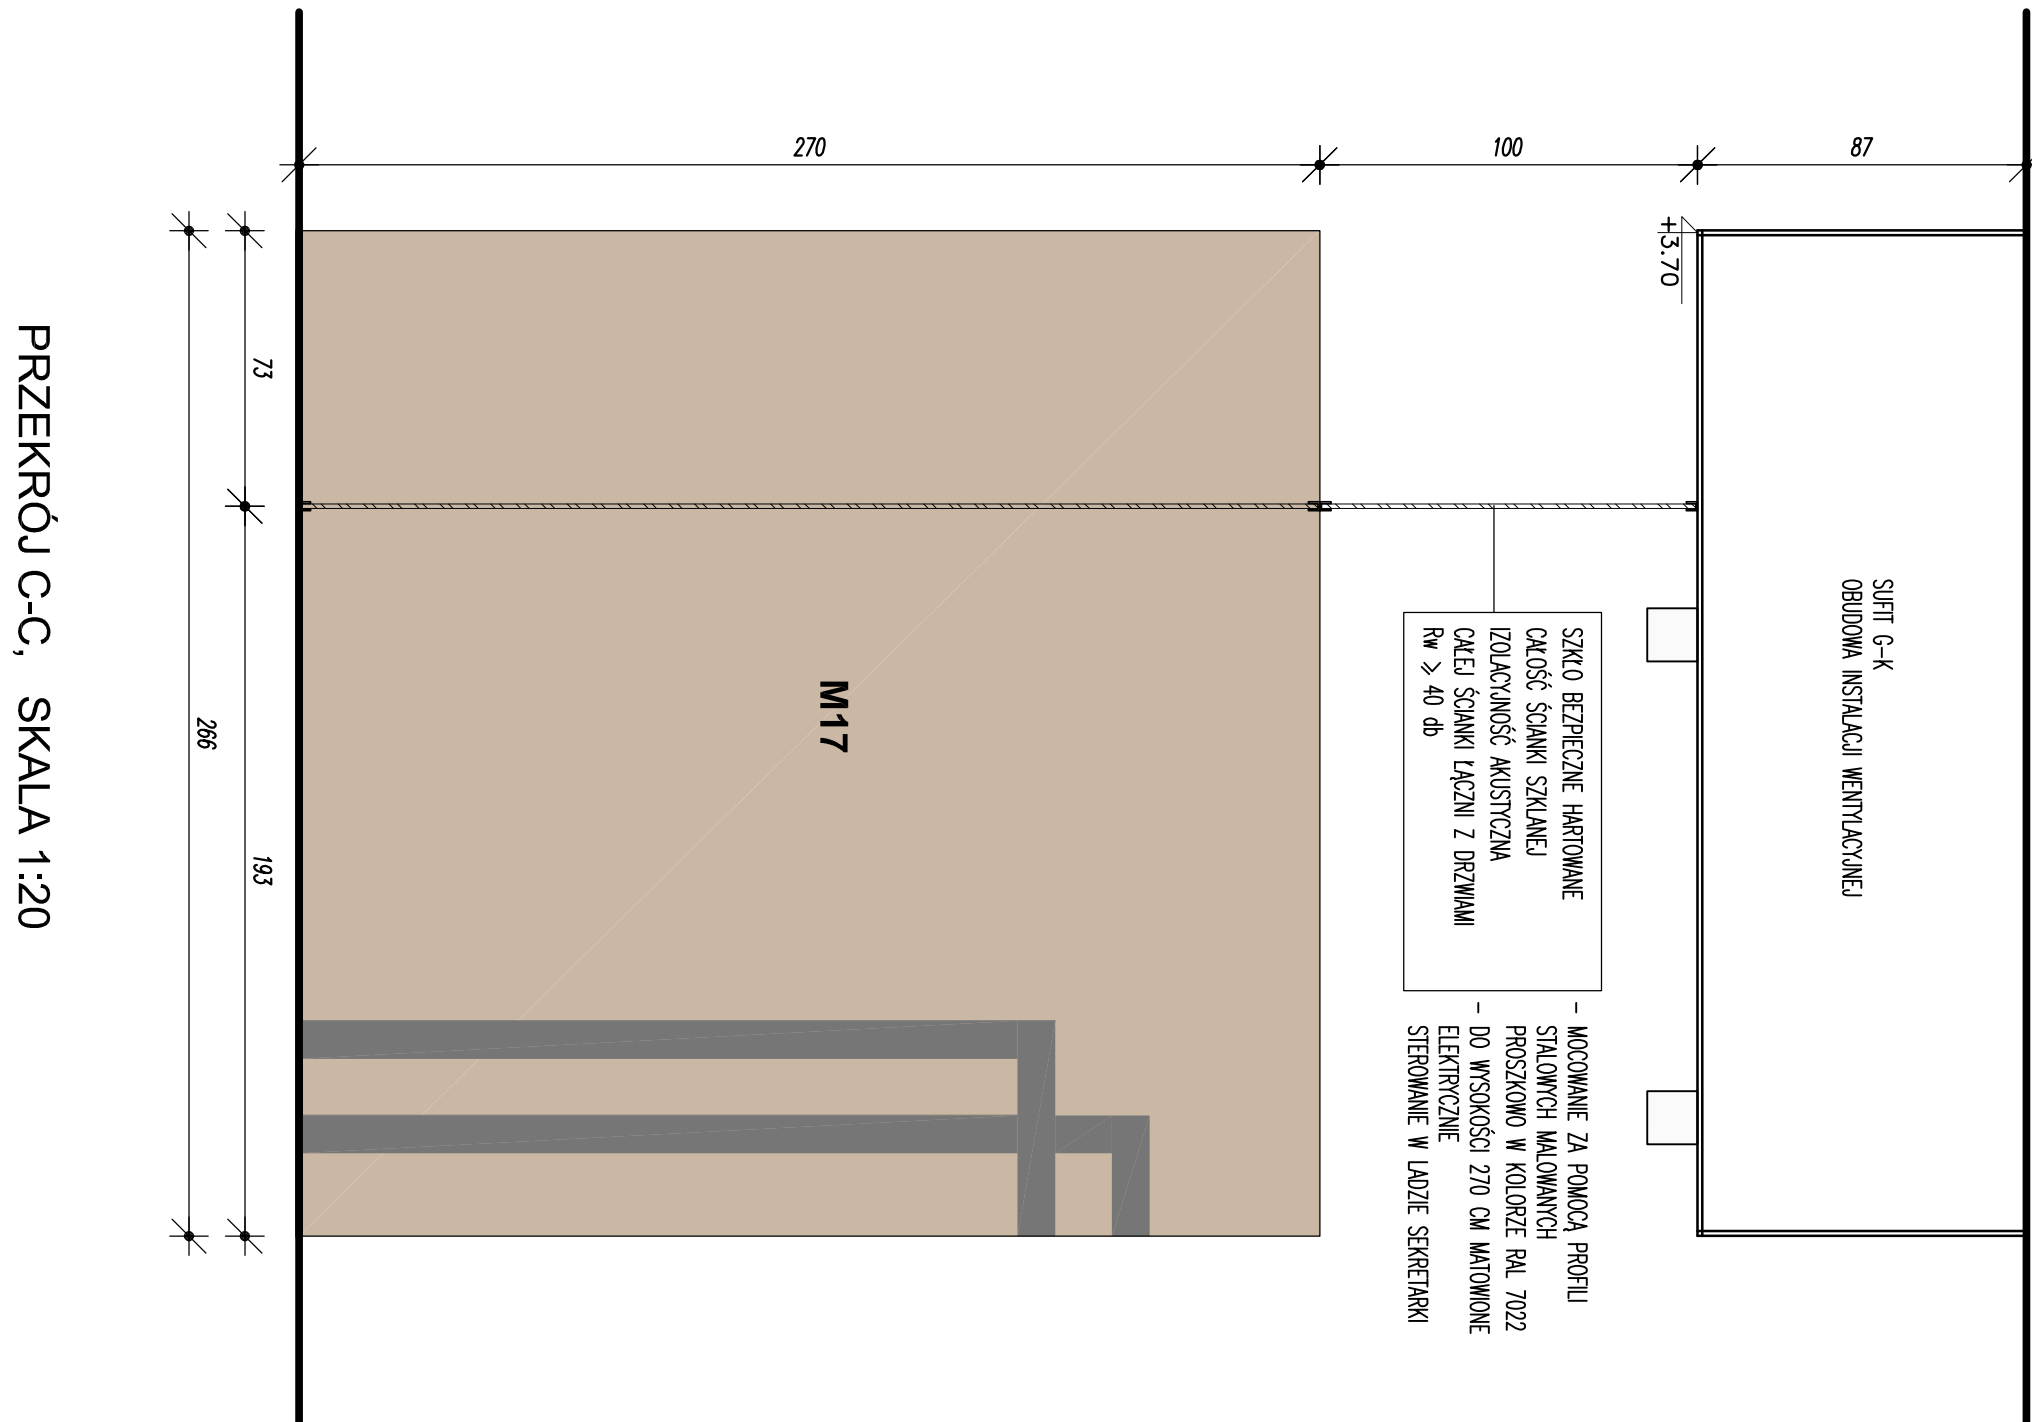 87
100
270
+3.70
SUFIT G-K
OBUDOWA INSTALACJI WENTYLACYJNEJ
SZKŁO BEZPIECZNE HARTOWANE
CAŁOŚĆ ŚCIANKI SZKLANEJ
IZOLACYJNOŚĆ AKUSTYCZNA
CAŁEJ ŚCIANKI ŁĄCZNI Z DRZWIAMI
Rw ⩾ 40 db
- MOCOWANIE ZA POMOCĄ PROFILI
STALOWYCH MALOWANYCH
PROSZKOWO W KOLORZE RAL 7022
- DO WYSOKOŚCI 270 CM MATOWIONE
ELEKTRYCZNIE
STEROWANIE W LADZIE SEKRETARKI
M17
73
193
266
PRZEKRÓJ C-C, SKALA 1:20